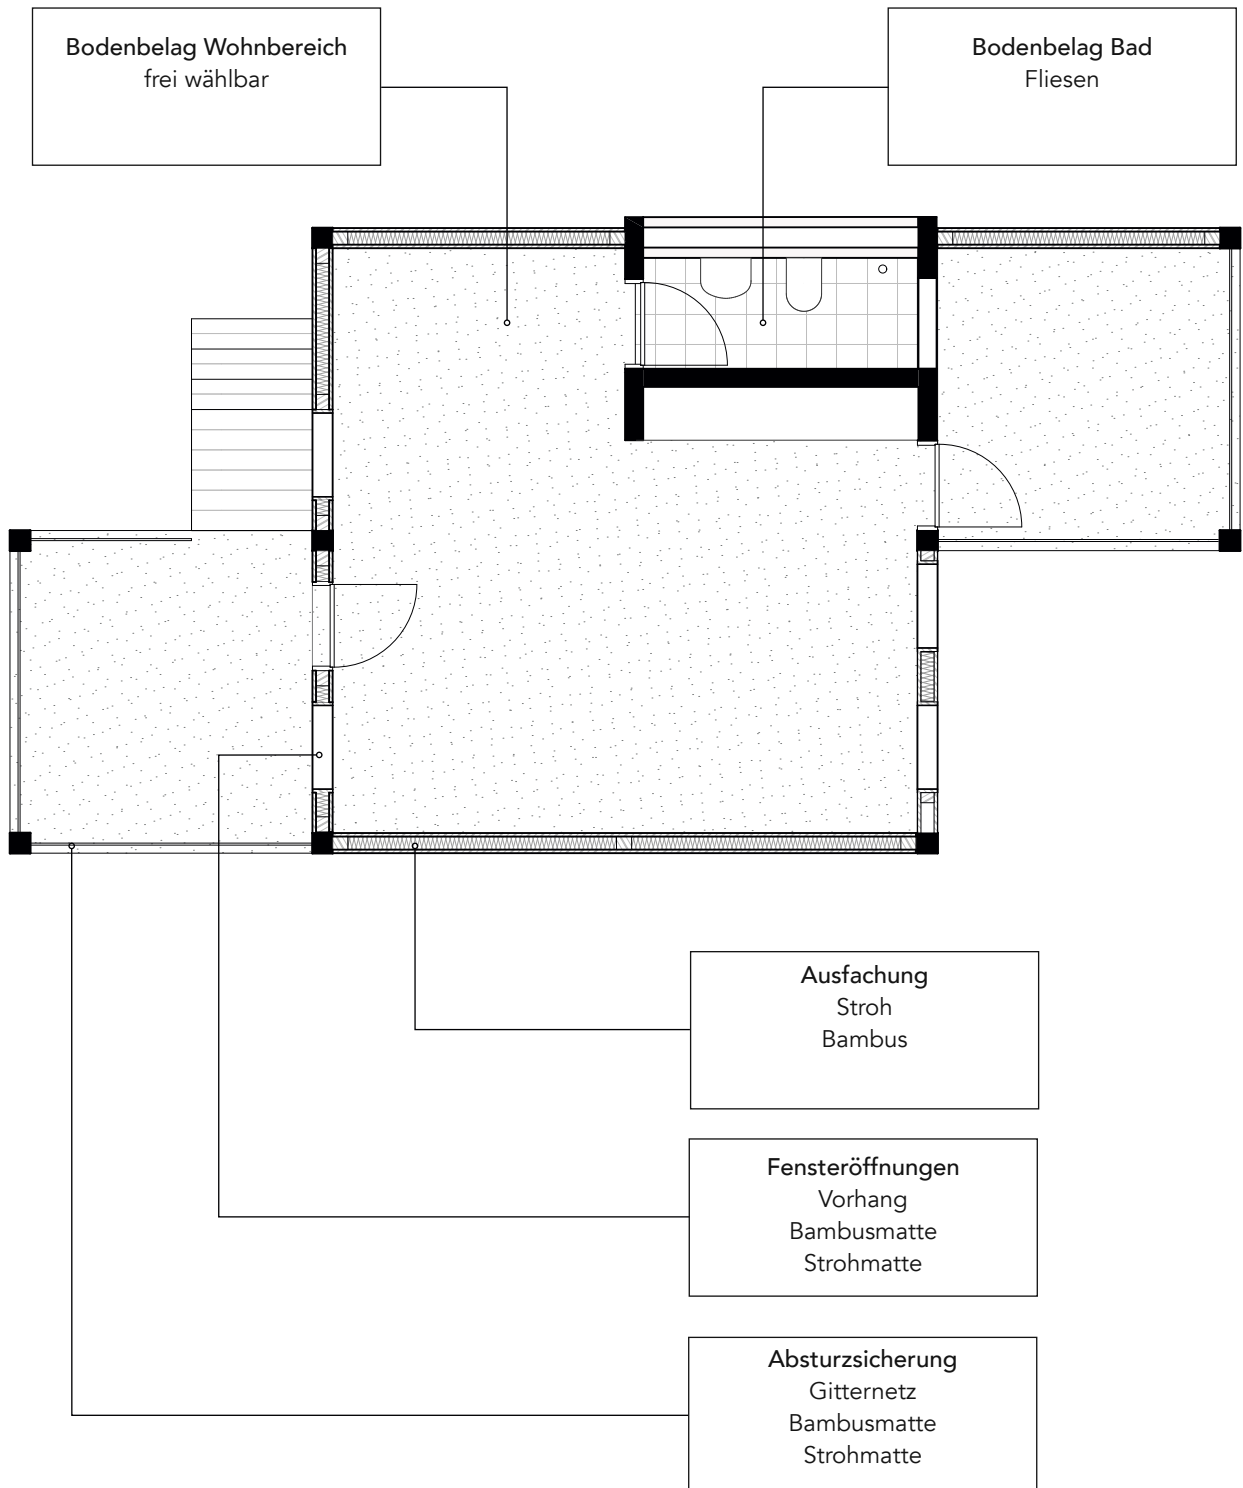 Bodenbelag Wohnbereich
frei wählbar
Bodenbelag Bad
Fliesen
Ausfachung
Stroh
Bambus
Fensteröffnungen
Vorhang
Bambusmatte
Strohmatte
Absturzsicherung
Gitternetz
Bambusmatte
Strohmatte